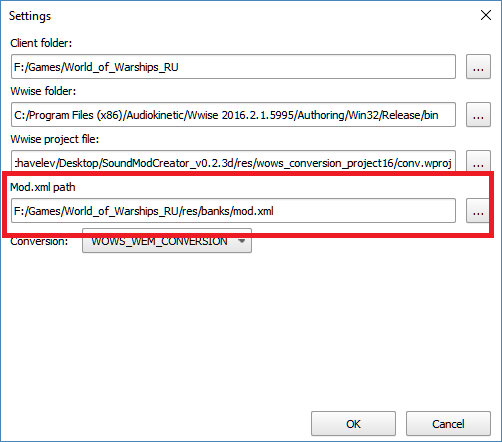 Settings
Client folder:
F:/Games/World_of_Warships_RU
...
Wwise folder:
C:/Program Files (x86)/Audiokinetic/Wwise 2016.2.1.5995/Authoring/Win32/Release/bin
...
Wwise project file:
:havelev/Desktop/SoundModCreator_v0.2.3d/res/wows_conversion_project16/conv.wproj
...
Mod.xml path
F:/Games/World_of_Warships_RU/res/banks/mod.xml
...
Conversion: WOWS_WEM_CONVERSION
OK Cancel